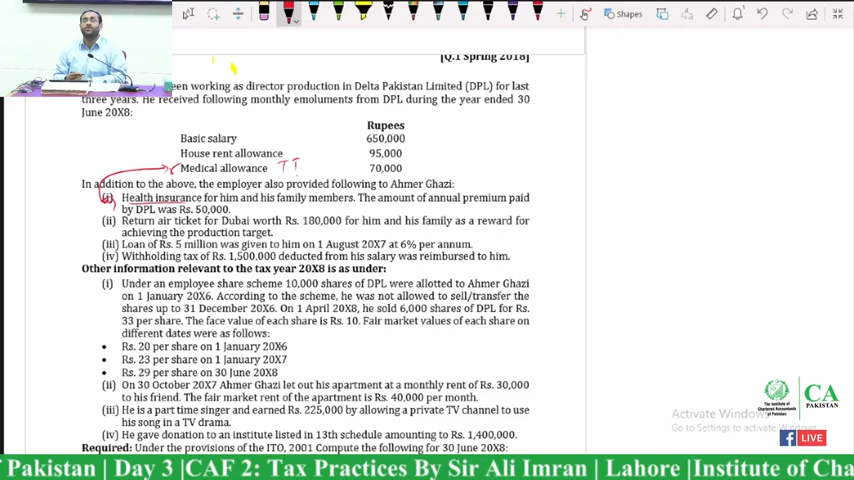 Shapes
[Q.1 Spring 2018]
een working as director production in Delta Pakistan Limited (DPL) for last
three years. He received following monthly emoluments from DPL during the year ended 30
June 20X8:
Rupees
Basic salary 650,000
House rent allowance 95,000
Medical allowance TI 70,000
In addition to the above, the employer also provided following to Ahmer Ghazi:
(i) Health insurance for him and his family members. The amount of annual premium paid
by DPL was Rs. 50,000.
(ii) Return air ticket for Dubai worth Rs. 180,000 for him and his family as a reward for
achieving the production target.
(iii) Loan of Rs. 5 million was given to him on 1 August 20X7 at 6% per annum.
(iv) Withholding tax of Rs. 1,500,000 deducted from his salary was reimbursed to him.
Other information relevant to the tax year 20X8 is as under:
(i) Under an employee share scheme 10,000 shares of DPL were allotted to Ahmer Ghazi
on 1 January 20X6. According to the scheme, he was not allowed to sell/transfer the
shares up to 31 December 20X6. On 1 April 20X8, he sold 6,000 shares of DPL for Rs.
33 per share. The face value of each share is Rs. 10. Fair market values of each share on
different dates were as follows:
• Rs. 20 per share on 1 January 20X6
• Rs. 23 per share on 1 January 20X7
• Rs. 29 per share on 30 June 20X8
(ii) On 30 October 20X7 Ahmer Ghazi let out his apartment at a monthly rent of Rs. 30,000
to his friend. The fair market rent of the apartment is Rs. 40,000 per month.
(iii) He is a part time singer and earned Rs. 225,000 by allowing a private TV channel to use
his song in a TV drama.
(iv) He gave donation to an institute listed in 13th schedule amounting to Rs. 1,400,000.
Required: Under the provisions of the ITO, 2001 Compute the following for 30 June 20X8:
Activate Windows
Go to Settings to activate Windows.
The Institute of
Chartered Accountants
of Pakistan
CA
PAKISTAN
f LIVE
f Pakistan | Day 3 |CAF 2: Tax Practices By Sir Ali Imran | Lahore |Institute of Cha